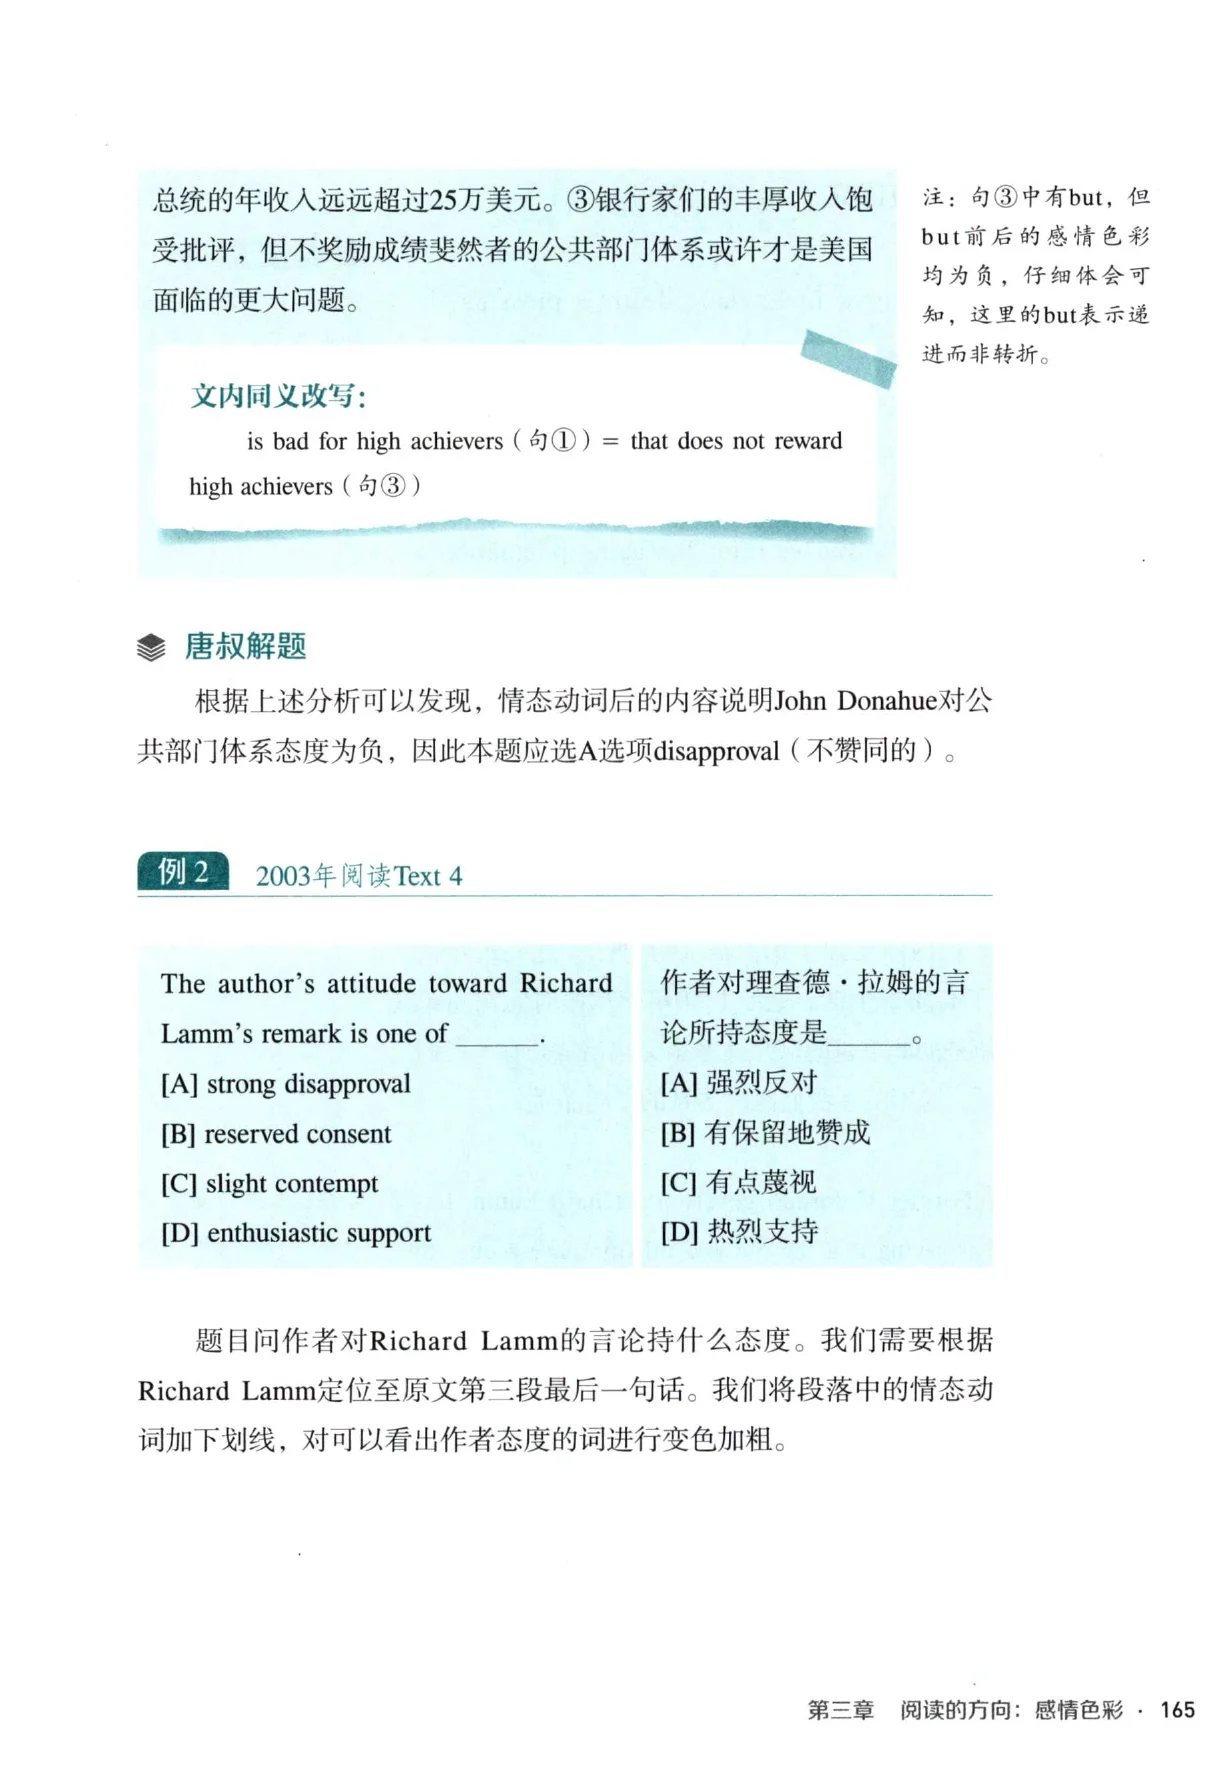 总统的年收入远远超过25万美元。③银行家们的丰厚收入饱
受批评，但不奖励成绩斐然者的公共部门体系或许才是美国
面临的更大问题。
注：句③中有but，但
but前后的感情色彩
均为负，仔细体会可
知，这里的but表示递
进而非转折。
文内同义改写：
is bad for high achievers（句①）= that does not reward
high achievers（句③）
唐叔解题
根据上述分析可以发现，情态动词后的内容说明John Donahue对公
共部门体系态度为负，因此本题应选A选项disapproval（不赞同的）。
例2 2003年阅读Text 4
The author's attitude toward Richard
Lamm's remark is one of ______.
[A] strong disapproval
[B] reserved consent
[C] slight contempt
[D] enthusiastic support
作者对理查德·拉姆的言
论所持态度是______。
[A] 强烈反对
[B] 有保留地赞成
[C] 有点蔑视
[D] 热烈支持
题目问作者对Richard Lamm的言论持什么态度。我们需要根据
Richard Lamm定位至原文第三段最后一句话。我们将段落中的情态动
词加下划线，对可以看出作者态度的词进行变色加粗。
第三章 阅读的方向：感情色彩 · 165